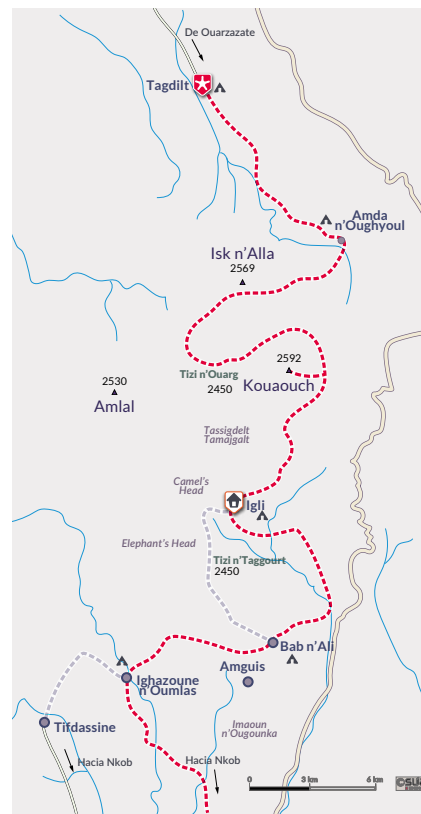 De Ouarzazate
Tagdilt
Amda
n'Oughyoul
Isk n'Alla
2569
2592
Tizi n'Ouarg
2450
Kouaouch
2530
Amlal
Tassigdelt
Tamajgalt
Camel's
Head
Igli
Elephant's Head
Tizi n'Taggourt
2450
Bab n'Ali
Amguis
Ighazoune
n'Oumlas
Imaoun
n'Ougounka
Tifdassine
Hacia Nkob
Hacia Nkob
0 3 km 6 km
©SUA